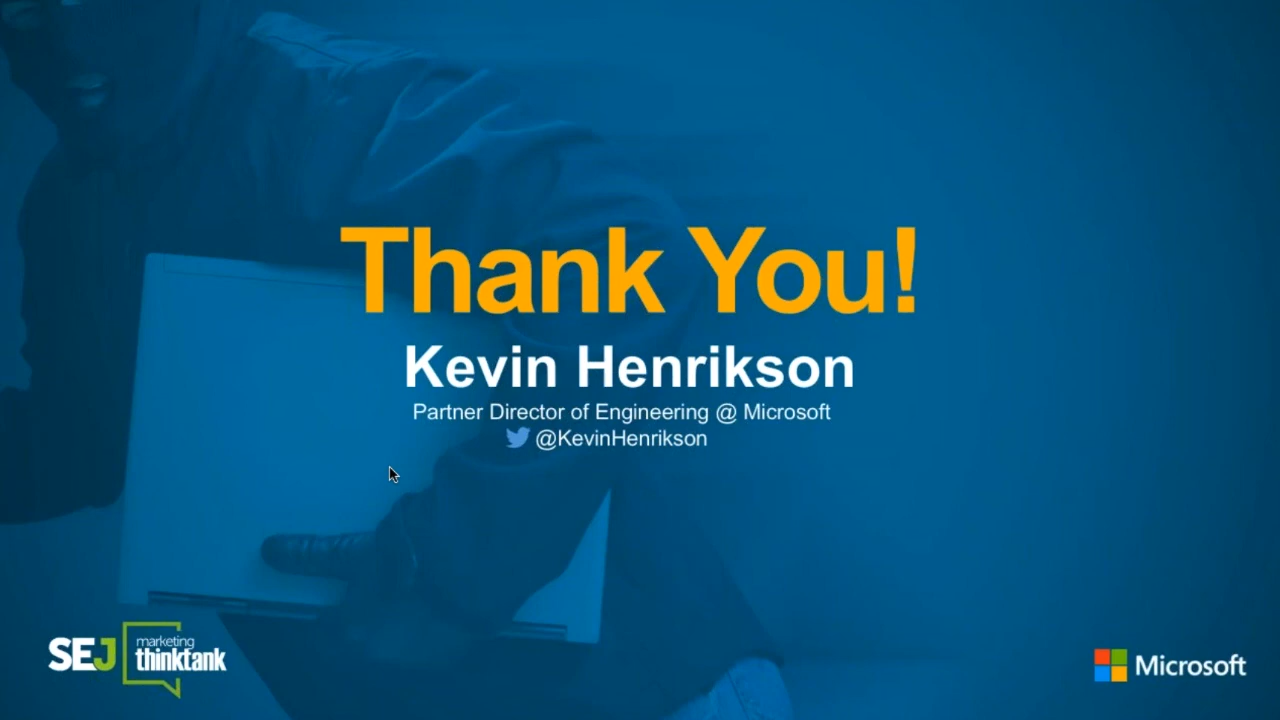 Thank You!
Kevin Henrikson
Partner Director of Engineering @ Microsoft
@KevinHenrikson
SEJ
marketing
thinktank
Microsoft